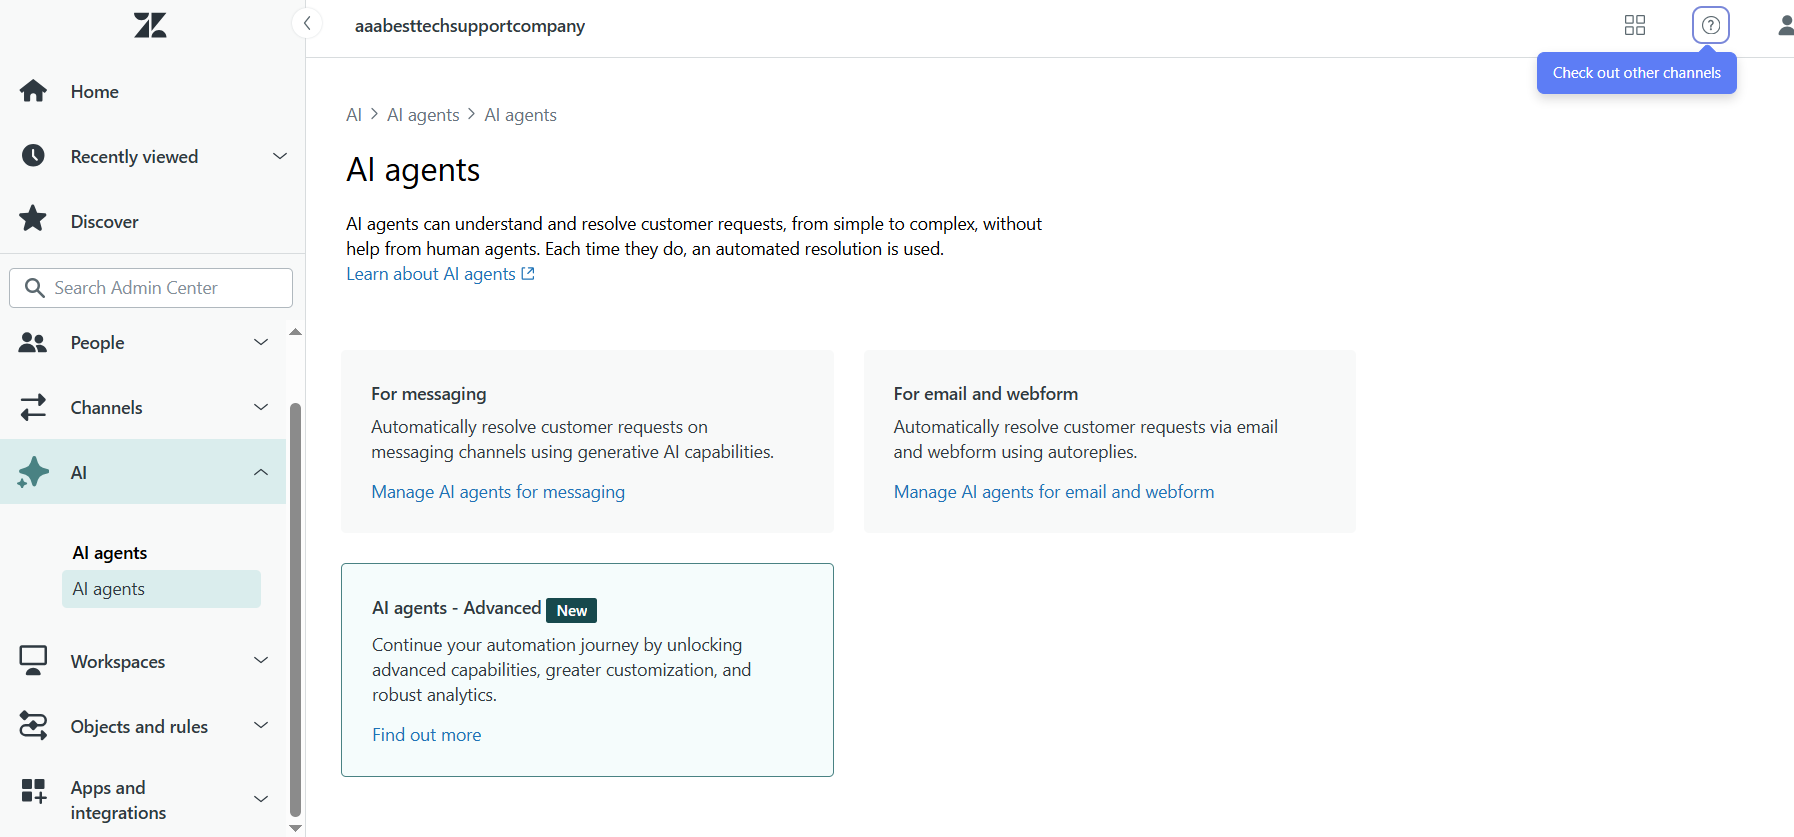 aaabesttechsupportcompany
Check out other channels
Home
Recently viewed
Discover
Search Admin Center
People
Channels
AI
AI agents
AI agents
Workspaces
Objects and rules
Apps and
integrations
AI > AI agents > AI agents
AI agents
AI agents can understand and resolve customer requests, from simple to complex, without
help from human agents. Each time they do, an automated resolution is used.
Learn about AI agents
For messaging
Automatically resolve customer requests on
messaging channels using generative AI capabilities.
Manage AI agents for messaging
For email and webform
Automatically resolve customer requests via email
and webform using autoreplies.
Manage AI agents for email and webform
AI agents - Advanced New
Continue your automation journey by unlocking
advanced capabilities, greater customization, and
robust analytics.
Find out more